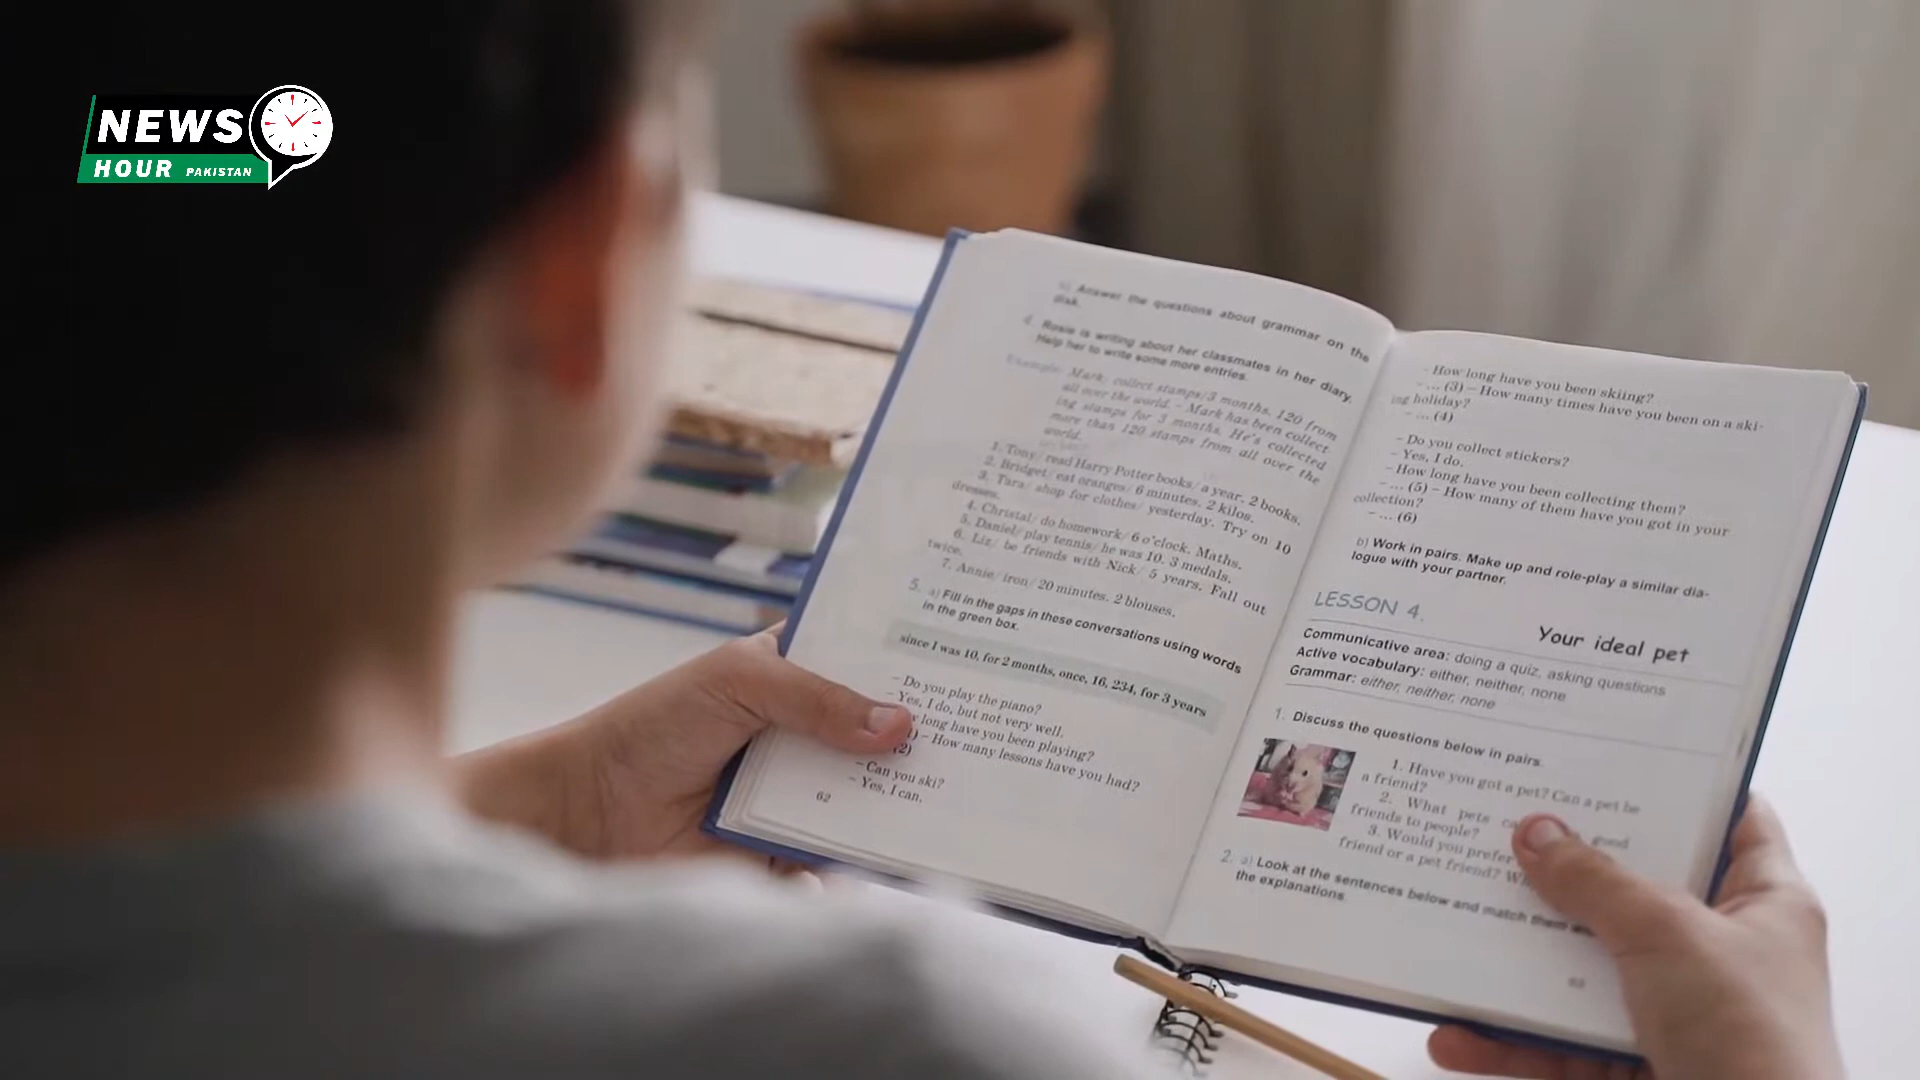 NEWS
HOUR PAKISTAN
b) Answer the questions about grammar on the
disk.
4. Rosie is writing about her classmates in her diary.
Help her to write some more entries.
Example: Mark/ collect stamps/3 months. 120 from
all over the world. – Mark has been collect-
ing stamps for 3 months. He's collected
more than 120 stamps from all over the
world.
1. Tony/ read Harry Potter books/ a year. 2 books.
2. Bridget/ eat oranges/ 6 minutes. 2 kilos.
3. Tara/ shop for clothes/ yesterday. Try on 10
dresses.
4. Christal/ do homework/ 6 o'clock. Maths.
5. Daniel/ play tennis/ he was 10. 3 medals.
6. Liz/ be friends with Nick/ 5 years. Fall out
twice.
7. Annie/ iron/ 20 minutes. 2 blouses.
5. a) Fill in the gaps in these conversations using words
in the green box.
since I was 10, for 2 months, once, 16, 234, for 3 years
– Do you play the piano?
– Yes, I do, but not very well.
long have you been playing?
– How many lessons have you had?
(2)
– Can you ski?
– Yes, I can.
62
– How long have you been skiing?
– ... (3) – How many times have you been on a ski-
ing holiday?
– ... (4)
– Do you collect stickers?
– Yes, I do.
– How long have you been collecting them?
– ... (5) – How many of them have you got in your
collection?
– ... (6)
b) Work in pairs. Make up and role-play a similar dia-
logue with your partner.
LESSON 4.
Your ideal pet
Communicative area: doing a quiz, asking questions
Active vocabulary: either, neither, none
Grammar: either, neither, none
1. Discuss the questions below in pairs.
1. Have you got a pet? Can a pet be
a friend?
2. What pets good
friends to people?
3. Would you prefer
friend or a pet friend?
2. a) Look at the sentences below and match them
the explanations.
63